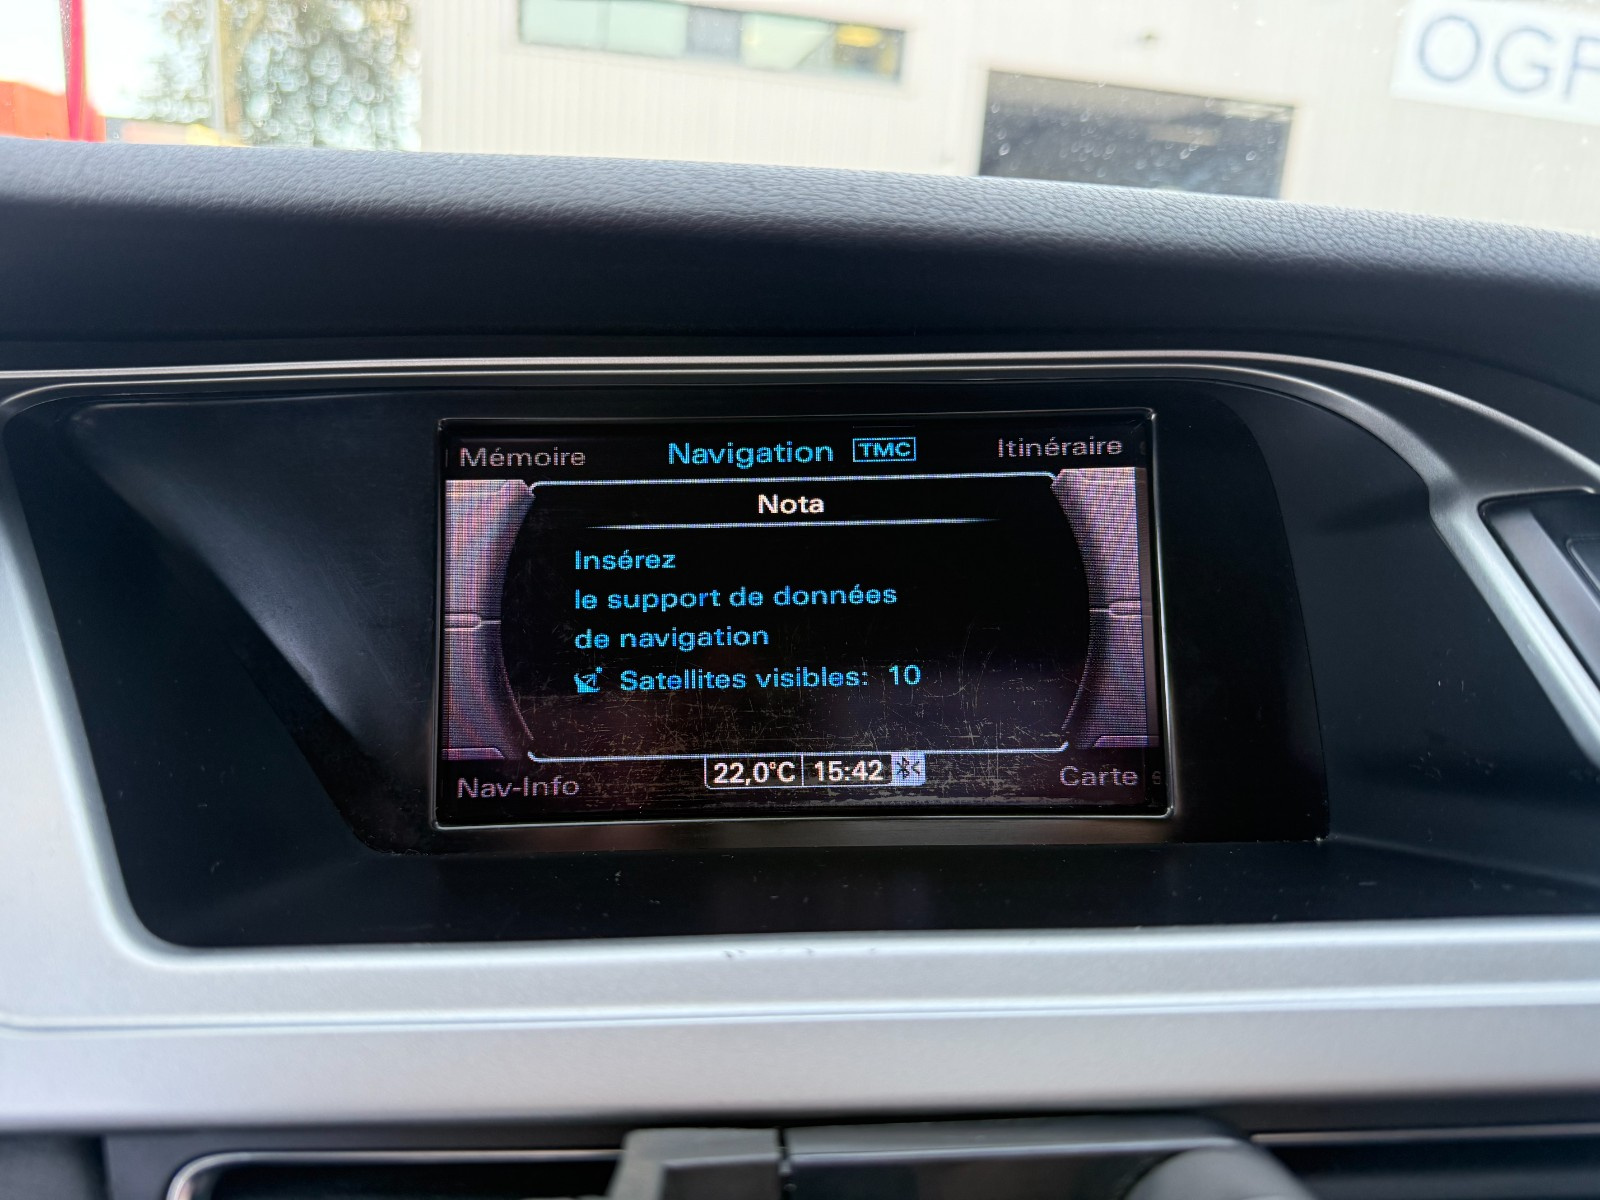 OGF
Mémoire
Navigation TMC
Itinéraire
Nota
Insérez
le support de données
de navigation
Satellites visibles: 10
Nav-Info
22,0°C 15:42
Carte